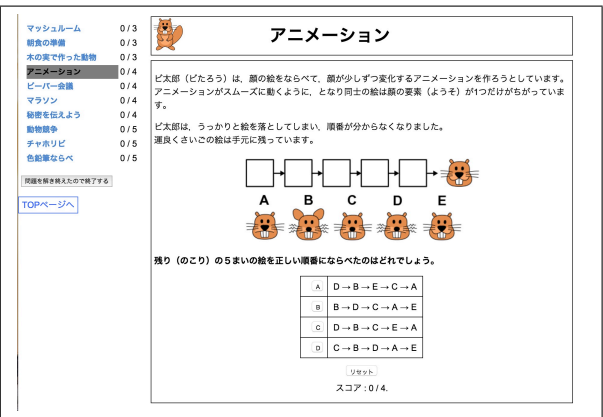 マッシュルーム 0 / 3
朝食の準備 0 / 3
木の実で作った動物 0 / 3
アニメーション 0 / 4
ビーバー会議 0 / 4
マラソン 0 / 4
秘密を伝えよう 0 / 4
動物競争 0 / 5
チャホリビ 0 / 5
色鉛筆ならべ 0 / 5
問題を解き終えたので終了する
TOPページへ
アニメーション
ビ太郎（ビたろう）は，顔の絵をならべて，顔が少しずつ変化するアニメーションを作ろうとしています。
アニメーションがスムーズに動くように，となり同士の絵は顔の要素（ようそ）が1つだけがちがっていま
す。
ビ太郎は，うっかりと絵を落としてしまい，順番が分からなくなりました。
運良くさいごの絵は手元に残っています。
A B C D E
残り（のこり）の５まいの絵を正しい順番にならべたのはどれでしょう。
A D→B→E→C→A
B B→D→C→A→E
C D→B→C→E→A
D C→B→D→A→E
リセット
スコア : 0 / 4.